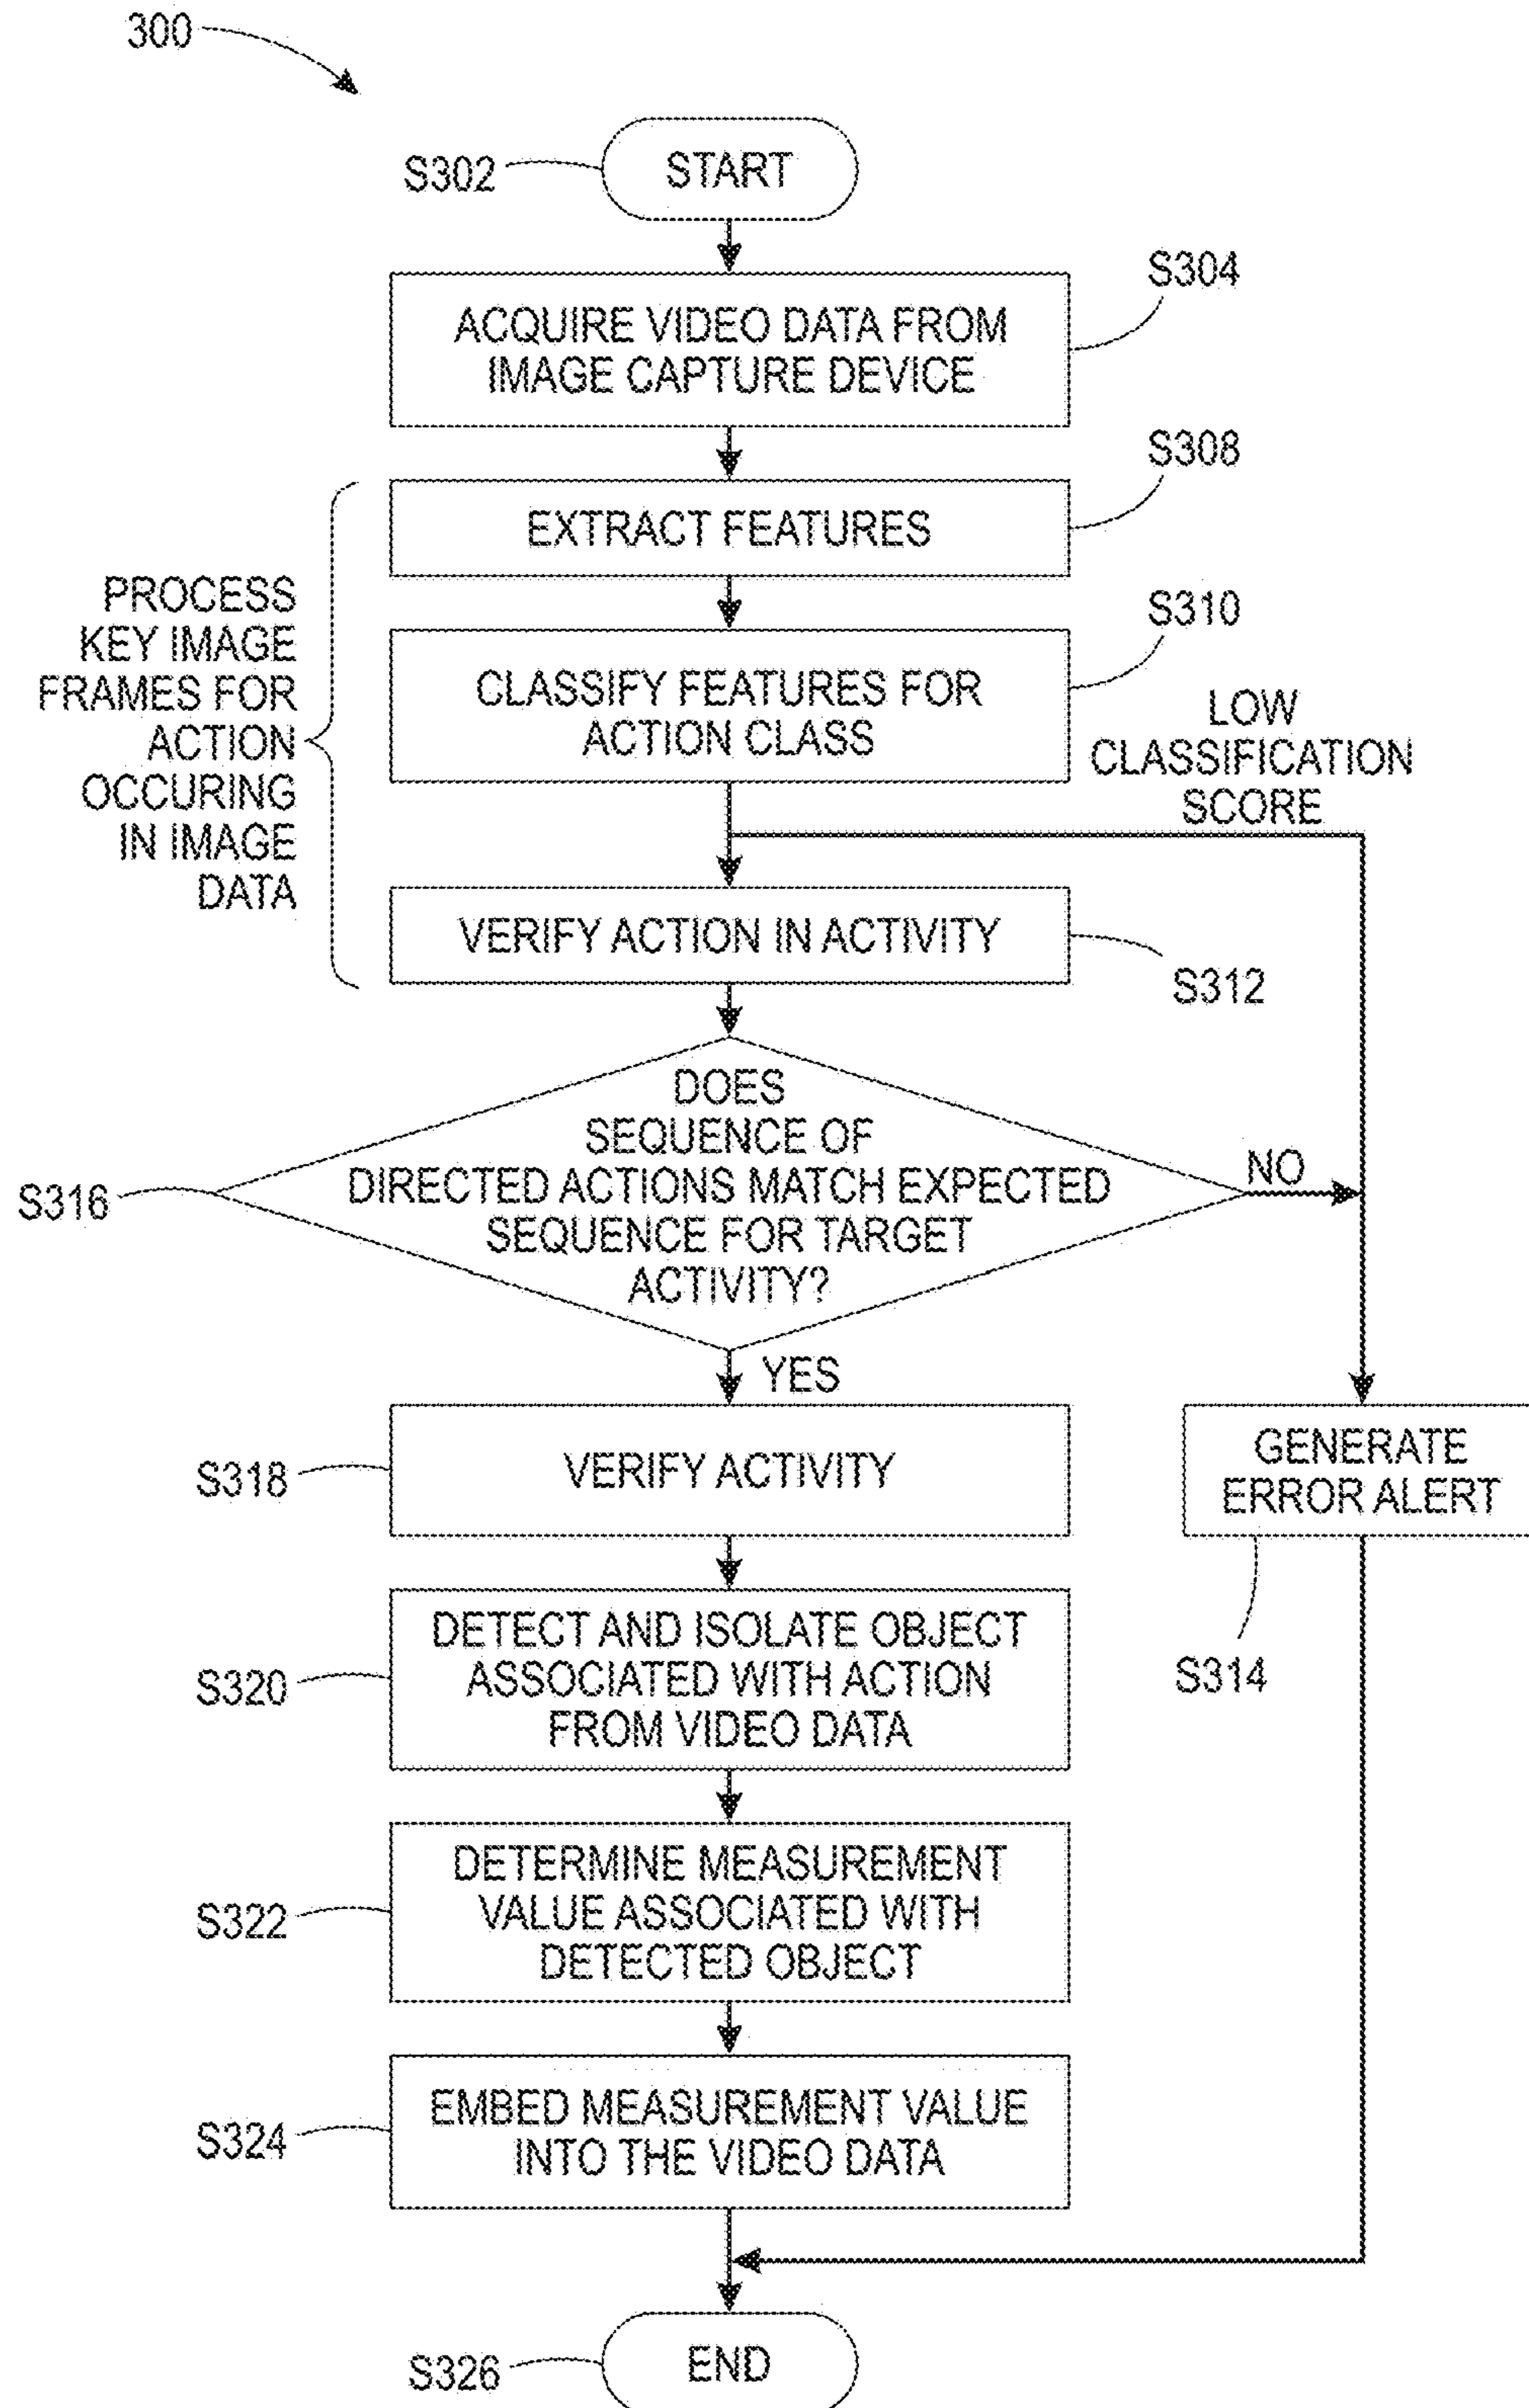 300
S302
START
S304
ACQUIRE VIDEO DATA FROM
IMAGE CAPTURE DEVICE
S308
EXTRACT FEATURES
PROCESS
KEY IMAGE
FRAMES FOR
ACTION
OCCURING
IN IMAGE
DATA
S310
CLASSIFY FEATURES FOR
ACTION CLASS
LOW
CLASSIFICATION
SCORE
VERIFY ACTION IN ACTIVITY
S312
DOES
SEQUENCE OF
DIRECTED ACTIONS MATCH EXPECTED
SEQUENCE FOR TARGET
ACTIVITY?
S316
NO
YES
S318
VERIFY ACTIVITY
GENERATE
ERROR ALERT
S314
S320
DETECT AND ISOLATE OBJECT
ASSOCIATED WITH ACTION
FROM VIDEO DATA
S322
DETERMINE MEASUREMENT
VALUE ASSOCIATED WITH
DETECTED OBJECT
S324
EMBED MEASUREMENT VALUE
INTO THE VIDEO DATA
S326
END